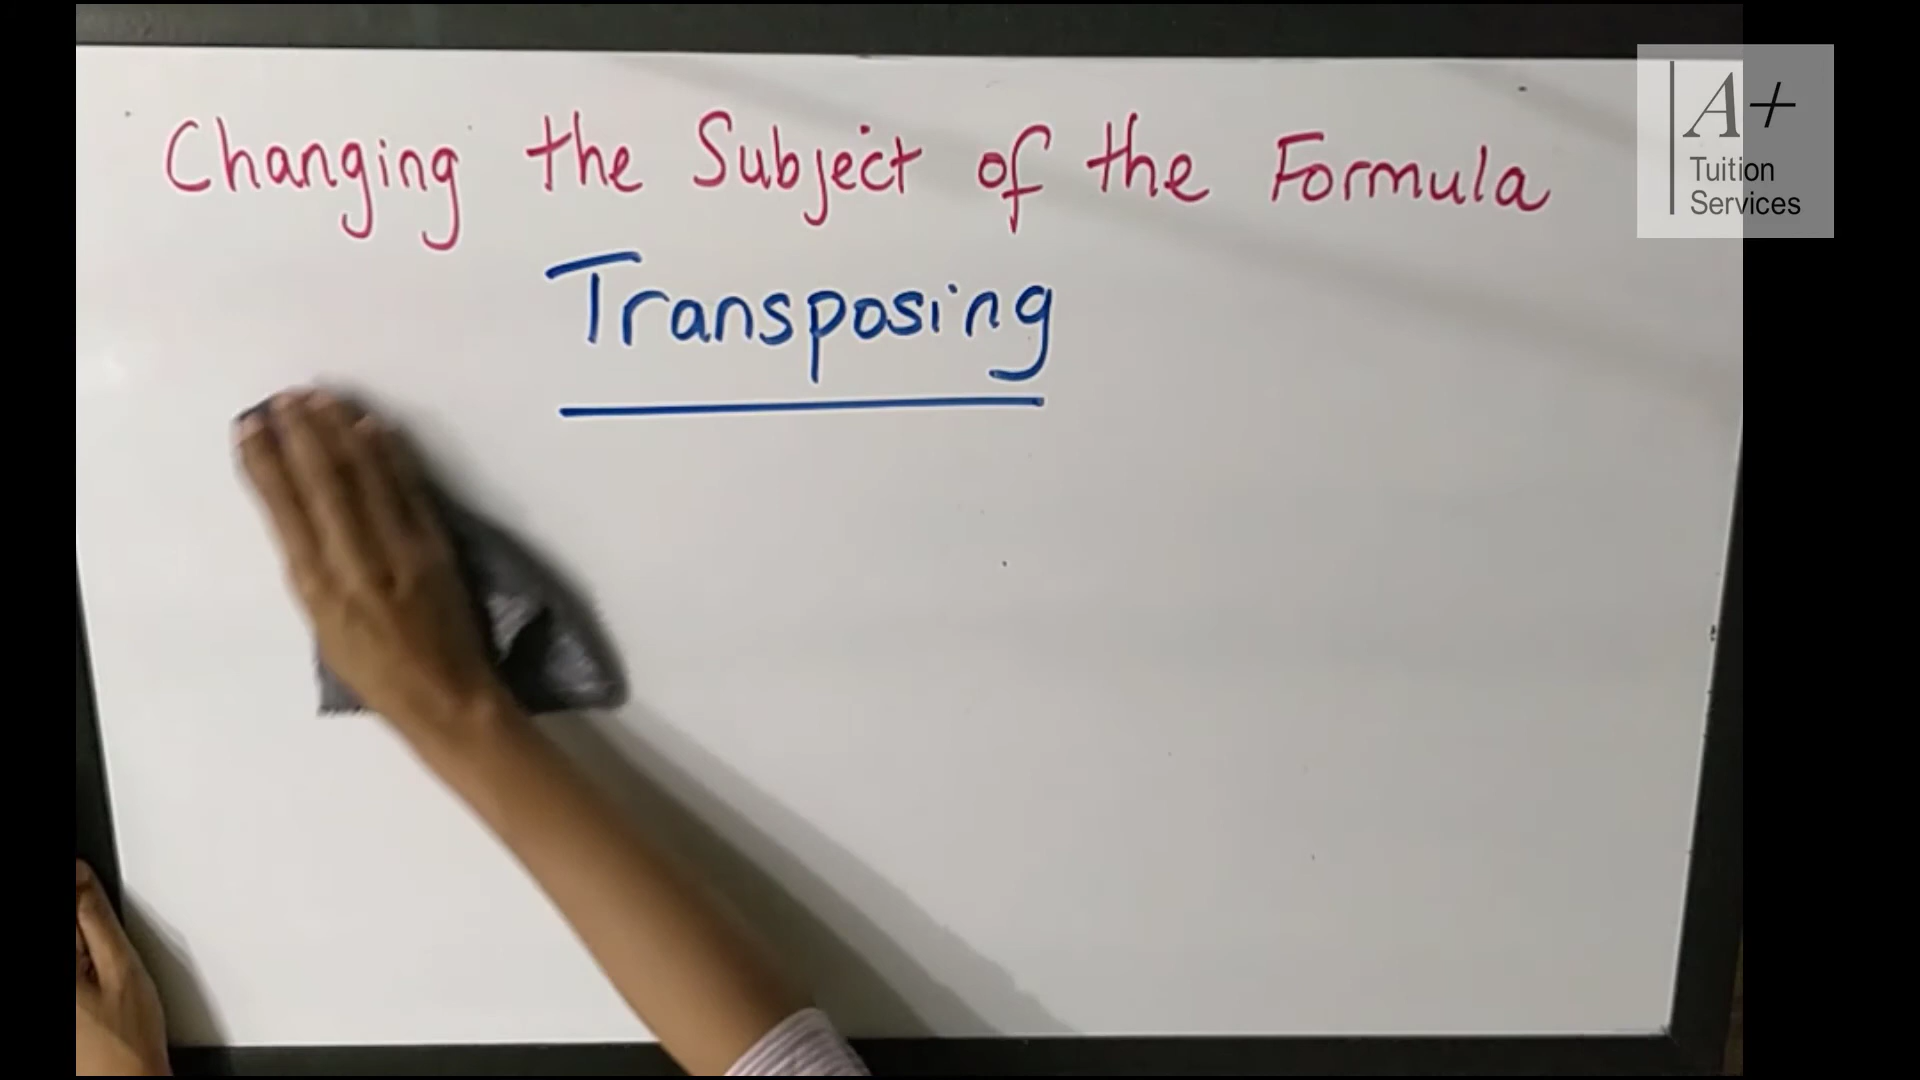 Changing the Subject of the Formula
Transposing
A+
Tuition
Services